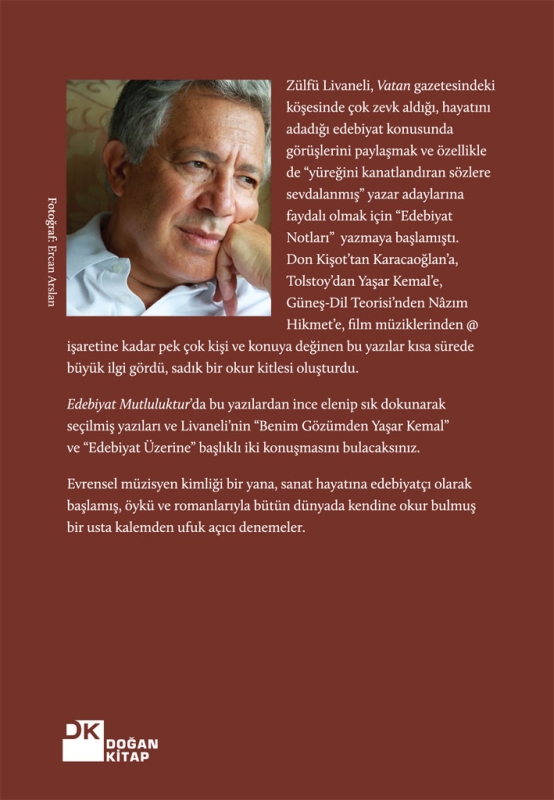 Zülfü Livaneli, Vatan gazetesindeki
köşesinde çok zevk aldığı, hayatını
adadığı edebiyat konusunda
görüşlerini paylaşmak ve özellikle
de “yüreğini kanatlandıran sözlere
sevdalanmış” yazar adaylarına
faydalı olmak için “Edebiyat
Notları” yazmaya başlamıştı.
Don Kişot’tan Karacaoğlan’a,
Tolstoy’dan Yaşar Kemal’e,
Güneş-Dil Teorisi’nden Nâzım
Hikmet’e, film müziklerinden @
işaretine kadar pek çok kişi ve konuya değinen bu yazılar kısa sürede
büyük ilgi gördü, sadık bir okur kitlesi oluşturdu.
Edebiyat Mutluluktur’da bu yazılardan ince elenip sık dokunarak
seçilmiş yazıları ve Livaneli’nin “Benim Gözümden Yaşar Kemal”
ve “Edebiyat Üzerine” başlıklı iki konuşmasını bulacaksınız.
Evrensel müzisyen kimliği bir yana, sanat hayatına edebiyatçı olarak
başlamış, öykü ve romanlarıyla bütün dünyada kendine okur bulmuş
bir usta kalemden ufuk açıcı denemeler.
Fotoğraf: Ercan Arslan
DK
DOĞAN
KİTAP